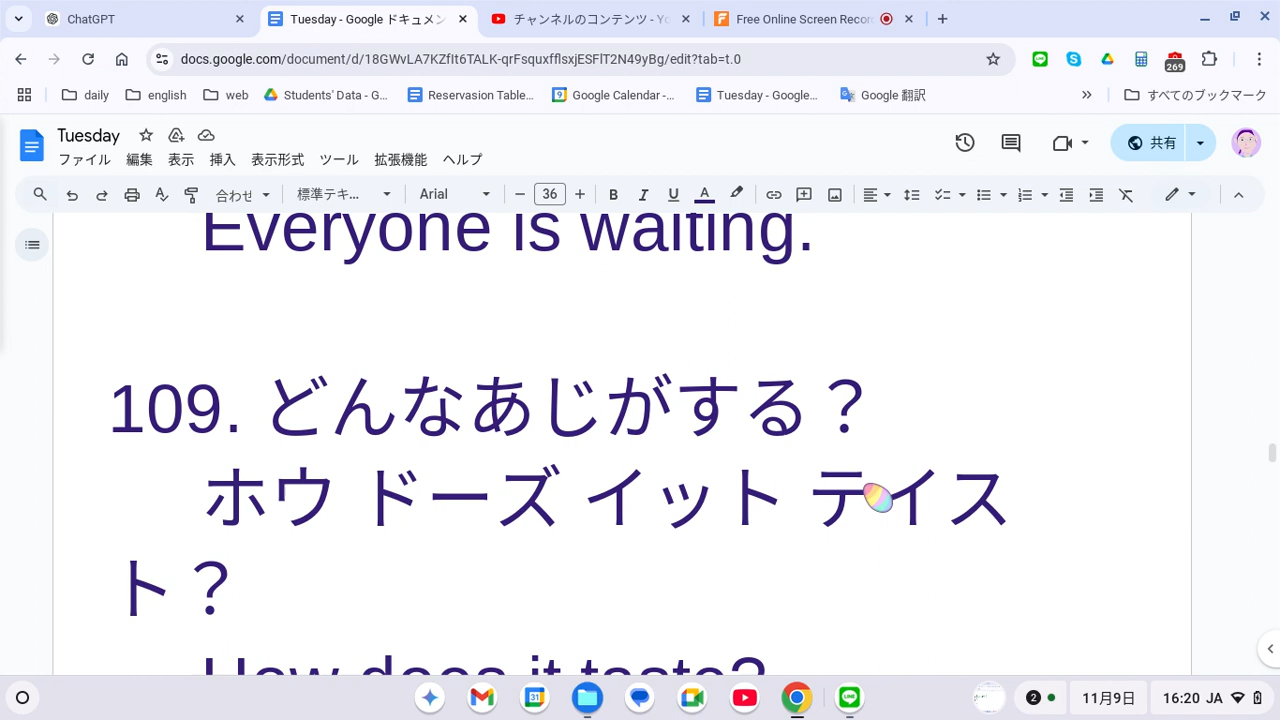 ChatGPT
Tuesday - Google ドキュメン
チャンネルのコンテンツ - Yo
Free Online Screen Recor
docs.google.com/document/d/
edit?tab=t.0
269
daily
english
web
Students' Data - G...
Reservasion Table...
Google Calendar -...
Tuesday - Google...
Google 翻訳
すべてのブックマーク
Tuesday
ファイル 編集 表示 挿入 表示形式 ツール 拡張機能 ヘルプ
共有
合わせ
標準テキ...
Arial
36
Everyone is waiting.
109. どんなあじがする？
ホウ ドーズ イット テイス
ト？
How does it taste?
2
11月9日
16:20 JA